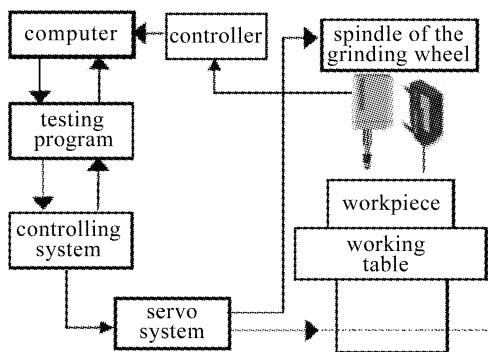 computer
controller
spindle of the
grinding wheel
testing
program
workpiece
controlling
system
working
table
servo
system